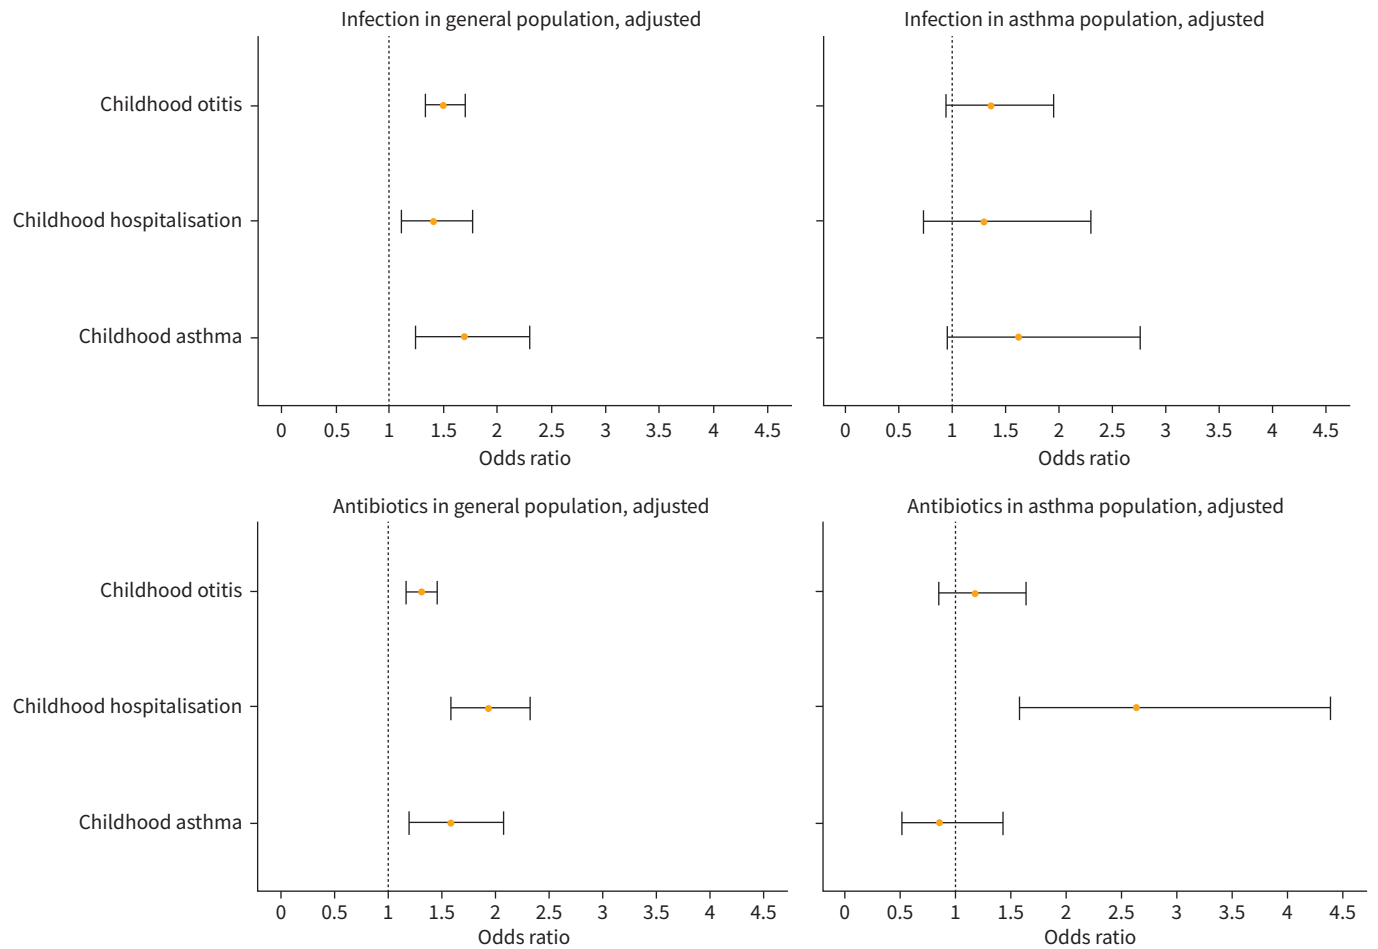 Infection in general population, adjusted
Infection in asthma population, adjusted
Childhood otitis
Childhood hospitalisation
Childhood asthma
0 0.5 1 1.5 2 2.5 3 3.5 4 4.5
Odds ratio
0 0.5 1 1.5 2 2.5 3 3.5 4 4.5
Odds ratio
Antibiotics in general population, adjusted
Antibiotics in asthma population, adjusted
Childhood otitis
Childhood hospitalisation
Childhood asthma
0 0.5 1 1.5 2 2.5 3 3.5 4 4.5
Odds ratio
0 0.5 1 1.5 2 2.5 3 3.5 4 4.5
Odds ratio